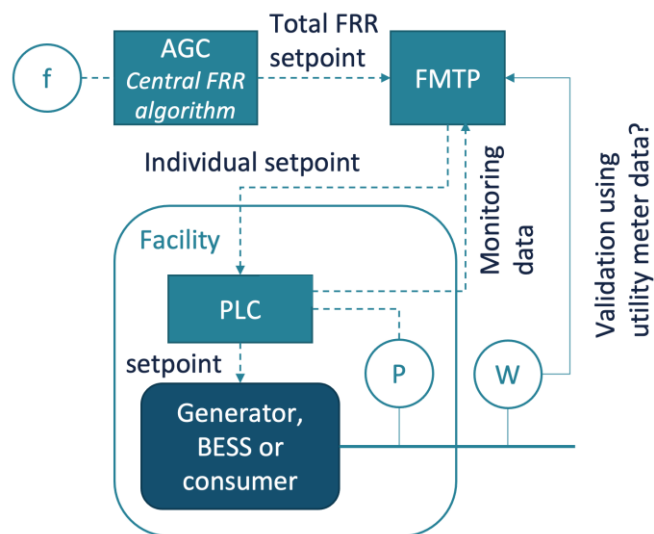 Total FRR
setpoint
f
AGC
Central FRR
algorithm
FMTP
Individual setpoint
Monitoring
data
Validation using
utility meter data?
Facility
PLC
setpoint
P
W
Generator,
BESS or
consumer